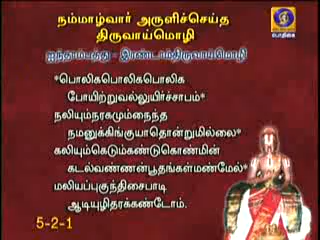 நம்மாழ்வார் அருளிச்செய்த
திருவாய்மொழி
ஐந்தாம்பத்து - இரண்டாம்திருவாய்மொழி
*பொலிகபொலிகபொலிக
போயிற்றுவல்லுயிர்ச்சாபம்*
நலியும்நரகமும்நைந்த
நமனுக்கிங்குயாதொன்றுமில்லை*
கலியும்கெடும்கண்டுகொண்மின்
கடல்வண்ணன்பூதங்கள்மண்மேல்*
மலியப்புகுந்திசைபாடி
ஆடியுழிதரக்கண்டோம்.
5-2-1
பொதிகை